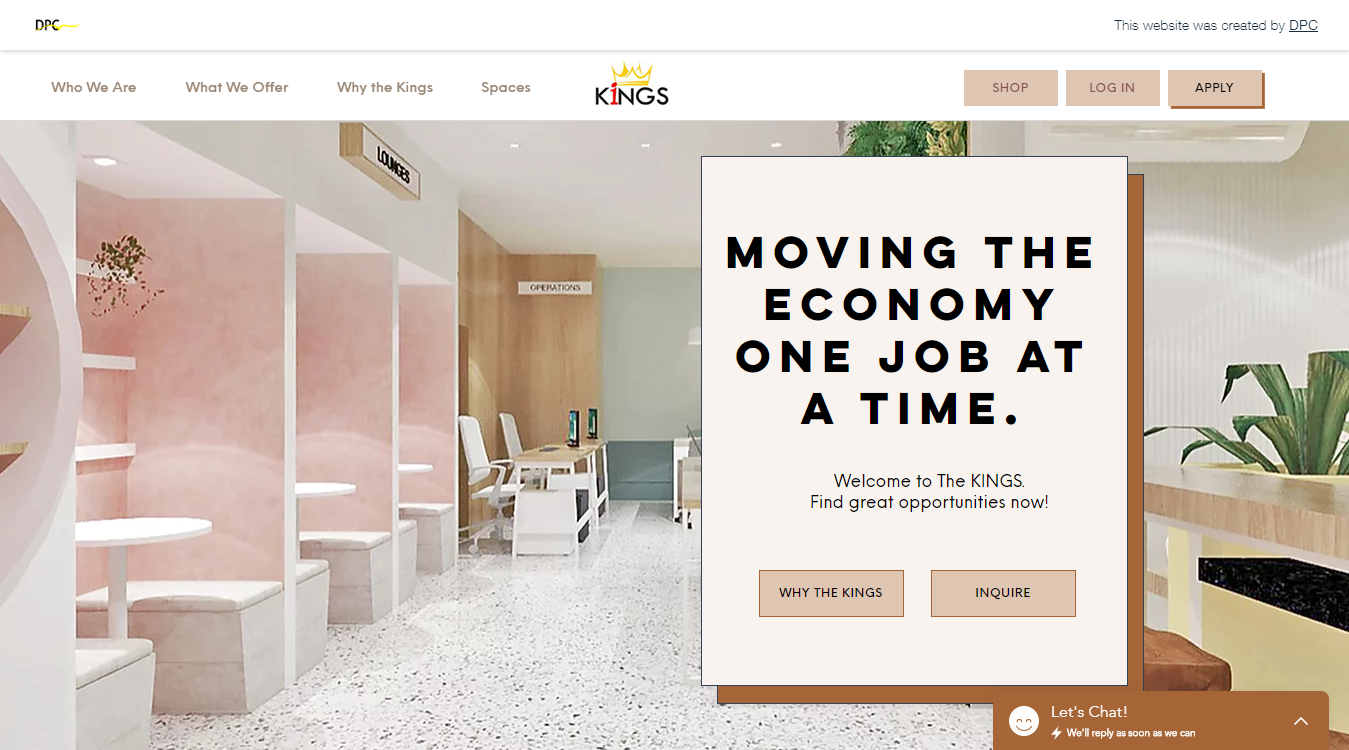 DPC
This website was created by DPC
Who We Are
What We Offer
Why the Kings
Spaces
KiNGS
SHOP
LOG IN
APPLY
LOUNGES
OPERATIONS
MOVING THE
ECONOMY
ONE JOB AT
A TIME.
Welcome to The KINGS.
Find great opportunities now!
WHY THE KINGS
INQUIRE
Let's Chat!
We'll reply as soon as we can